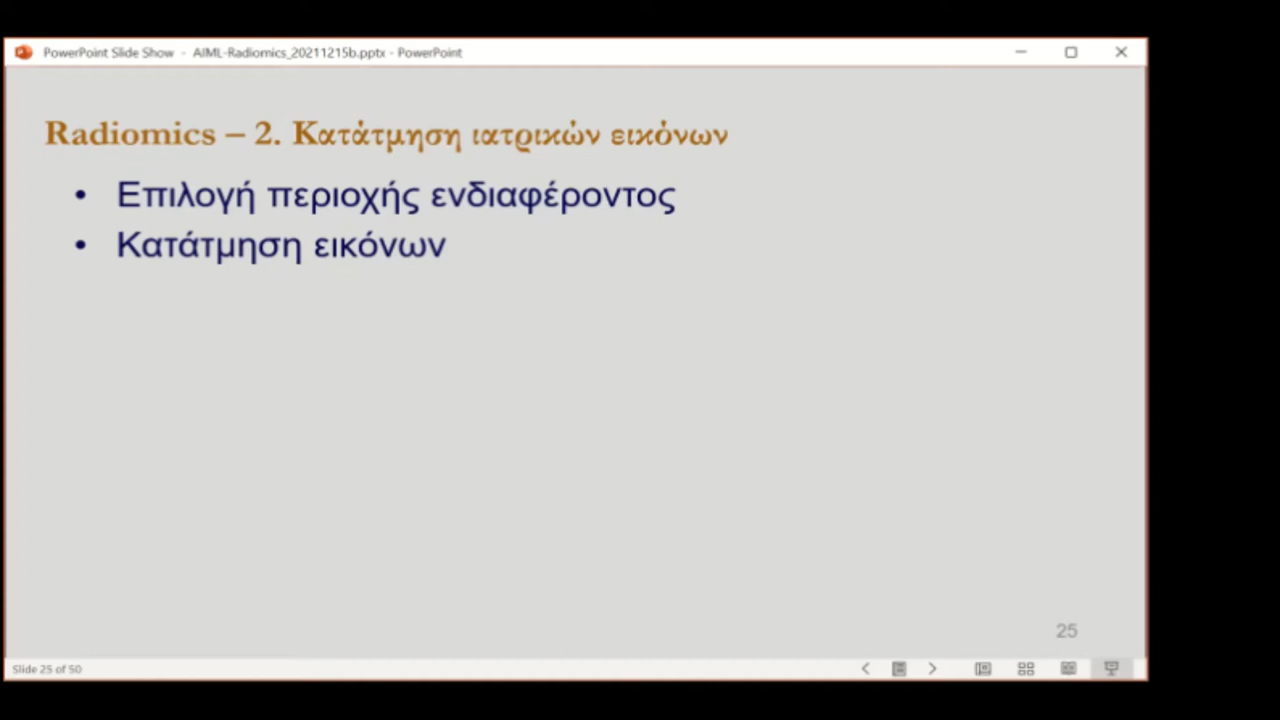 PowerPoint Slide Show - AIML-Radiomics_20211215b.pptx - PowerPoint
Radiomics – 2. Κατάτμηση ιατρικών εικόνων
• Επιλογή περιοχής ενδιαφέροντος
• Κατάτμηση εικόνων
25
Slide 25 of 50